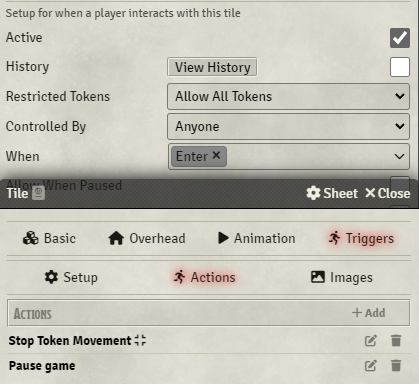 Setup for when a player interacts with this tile
Active
History View History
Restricted Tokens Allow All Tokens
Controlled By Anyone
When Enter ×
Allow When Paused
Tile Sheet ×Close
Basic Overhead Animation Triggers
Setup Actions Images
ACTIONS + Add
Stop Token Movement
Pause game